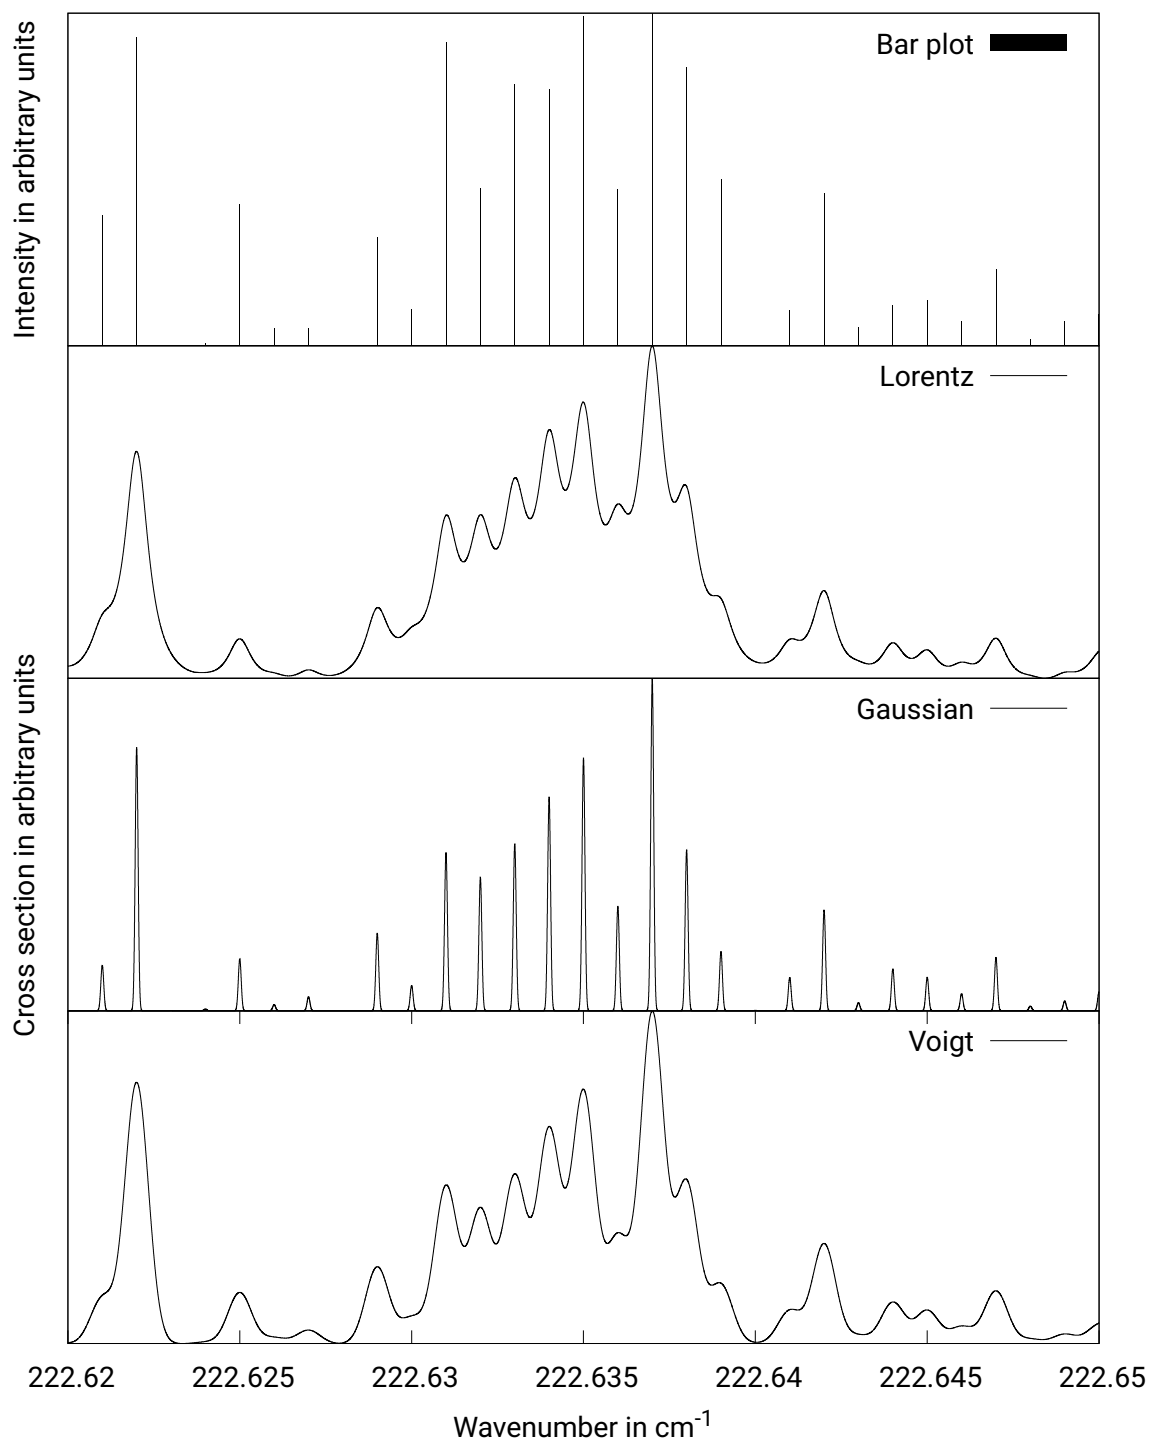 Intensity in arbitrary units
Bar plot
Lorentz
Cross section in arbitrary units
Gaussian
Voigt
222.62 222.625 222.63 222.635 222.64 222.645 222.65
Wavenumber in cm-1